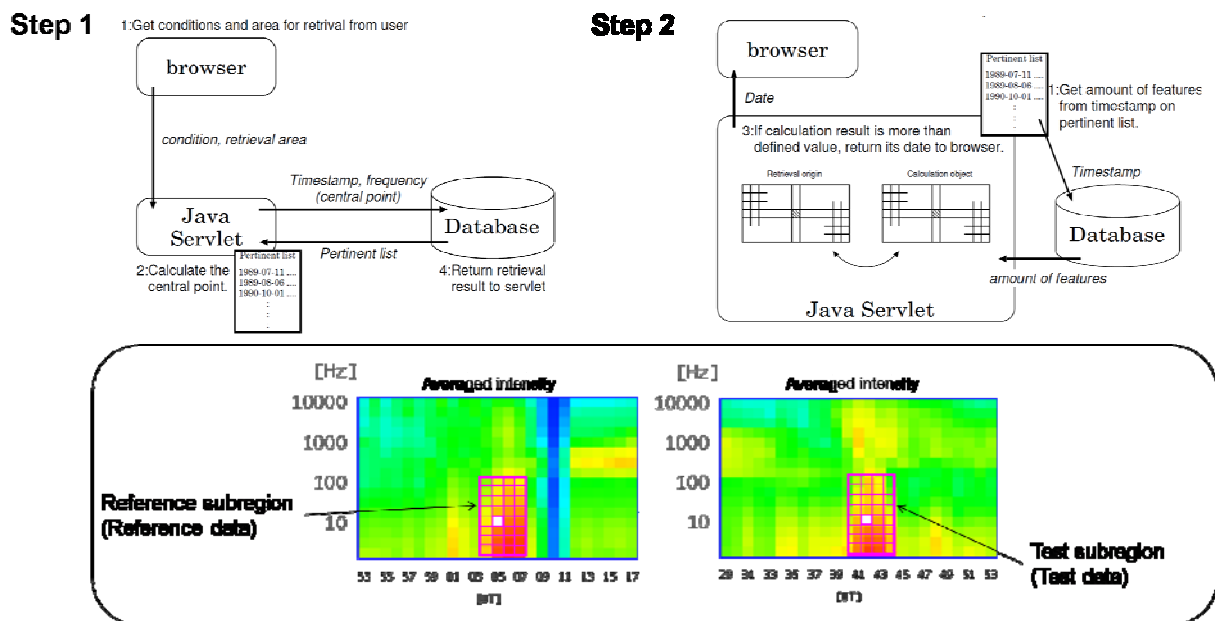 Step 1
1:Get conditions and area for retrival from user
browser
condition, retrieval area
Timestamp, frequency
(central point)
Java
Servlet
Database
Pertinent list
2:Calculate the
central point.
Pertinent list
1989-07-11 ....
1989-08-06 ....
1990-10-01 ....
:
:
.
4:Return retrieval
result to servlet
Step 2
browser
Date
Pertinent list
1989-07-11 ....
1989-08-06 ....
1990-10-01 ....
:
:
:
1:Get amount of features
from timestamp on
pertinent list.
3:If calculation result is more than
defined value, return its date to browser.
Retrieval origin
Calculation object
Timestamp
Database
amount of features
Java Servlet
[Hz]
Averaged intensity
10000
1000
100
10
53 55 57 59 01 03 05 07 09 11 13 15 17
Reference subregion
(Reference data)
[Hz]
Averaged intensity
10000
1000
100
10
29 31 33 35 37 39 41 43 45 47 49 51 53
Test subregion
(Test data)